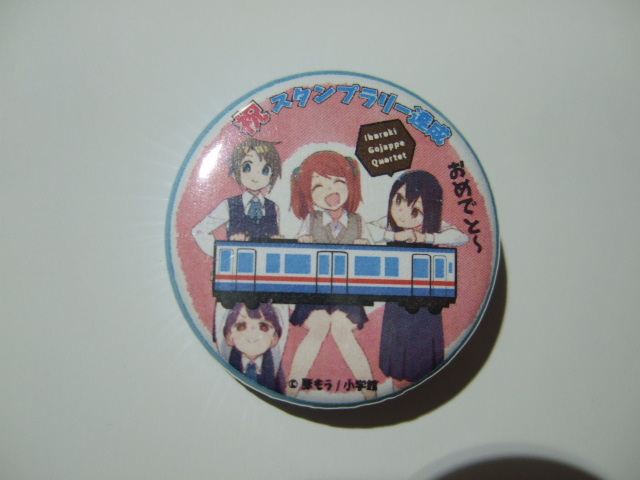 祝 スタンプラリー達成
Ibaraki
Gojappe
Quartet
おめでと〜
© 原もう/小学館